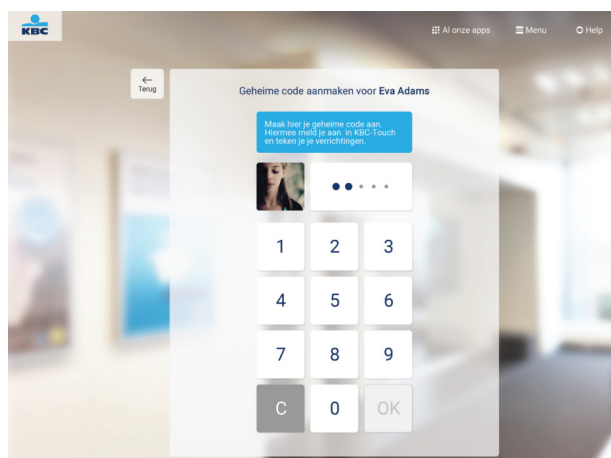 KBC
Al onze apps
Menu
Help
Terug
Geheime code aanmaken voor Eva Adams
Maak hier je geheime code aan.
Hiermee meld je aan in KBC-Touch
en teken je je verrichtingen.
1 2 3
4 5 6
7 8 9
C 0 OK